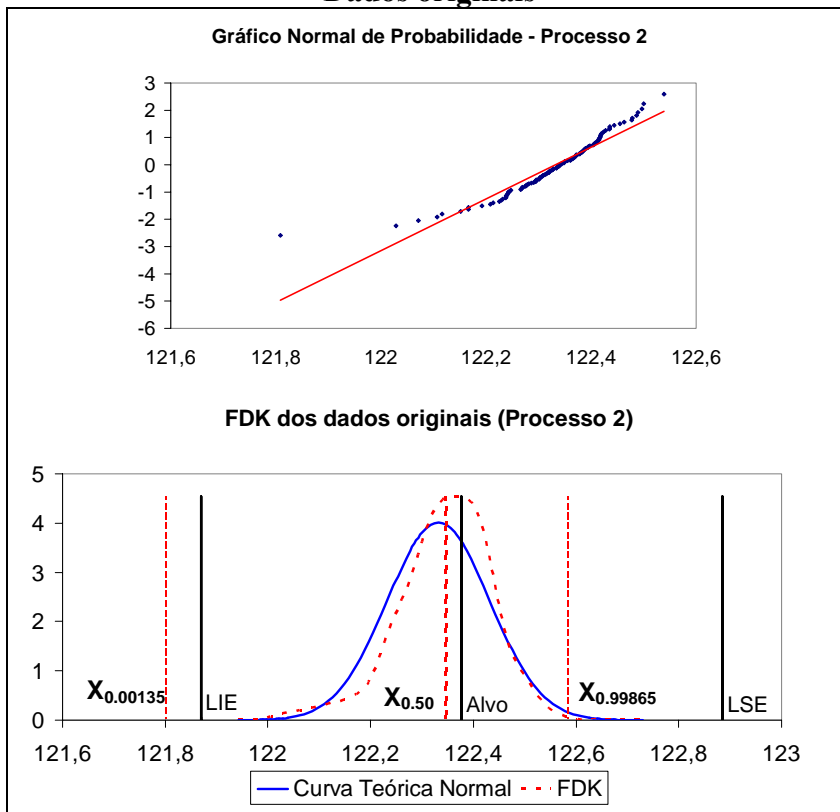 Dados originais
Gráfico Normal de Probabilidade - Processo 2
3
2
1
0
-1
-2
-3
-4
-5
-6
121,6 121,8 122 122,2 122,4 122,6
FDK dos dados originais (Processo 2)
5
4
3
2
1
0
X0.00135 LIE X0.50 Alvo X0.99865 LSE
121,6 121,8 122 122,2 122,4 122,6 122,8 123
Curva Teórica Normal FDK